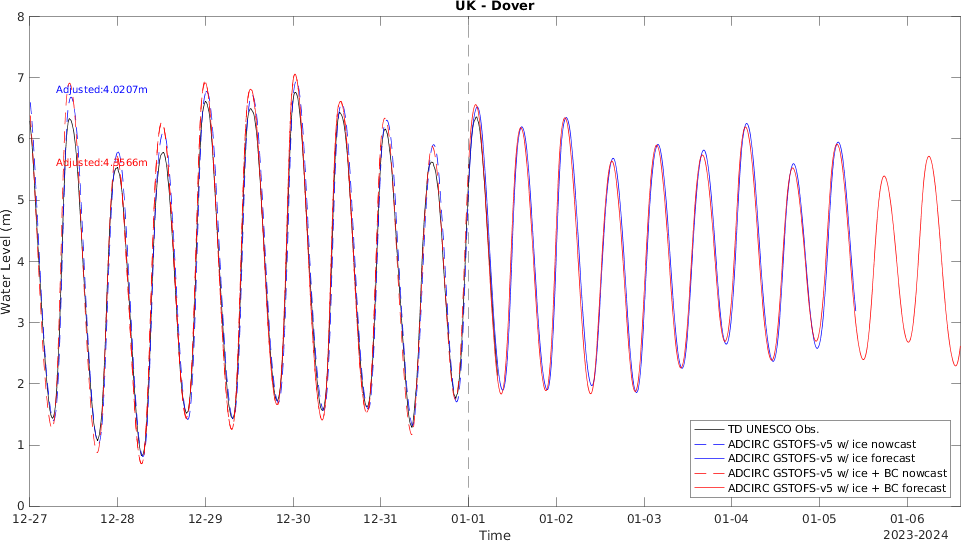 UK - Dover
8
7
6
5
4
3
2
1
0
Water Level (m)
Adjusted:4.0207m
Adjusted:4.3566m
TD UNESCO Obs.
ADCIRC GSTOFS-v5 w/ ice nowcast
ADCIRC GSTOFS-v5 w/ ice forecast
ADCIRC GSTOFS-v5 w/ ice + BC nowcast
ADCIRC GSTOFS-v5 w/ ice + BC forecast
12-27 12-28 12-29 12-30 12-31 01-01 01-02 01-03 01-04 01-05 01-06
Time
2023-2024